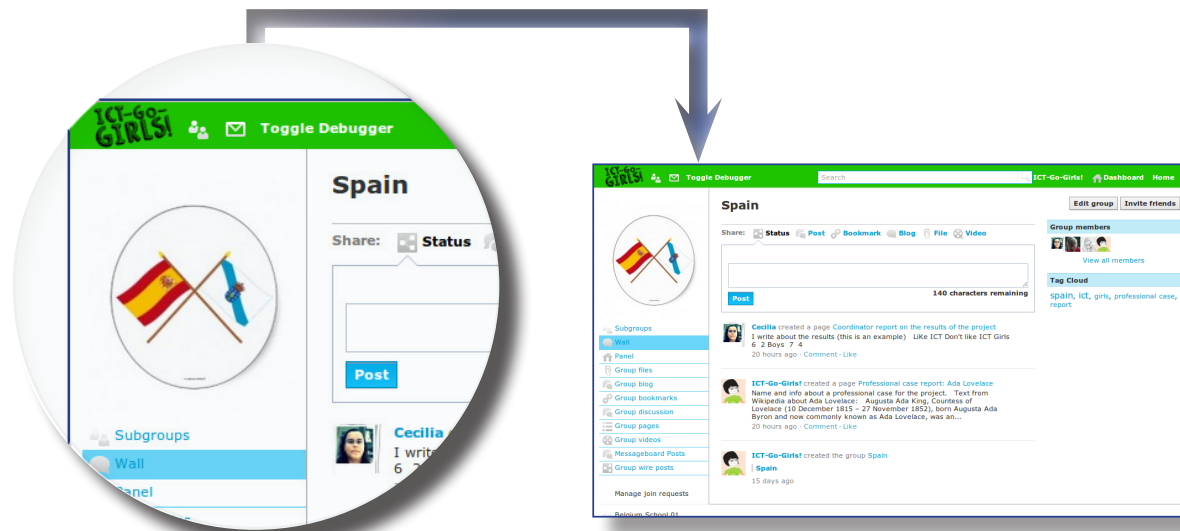 ICT-Go-
GIRLS!
Toggle Debugger
Spain
Share: Status
Post
Subgroups
Wall
Panel
Cecilia
I write
6 2
ICT-Go-
GIRLS!
Toggle Debugger
Search
ICT-Go-Girls! Dashboard Home
Spain
Edit group Invite friends
Share: Status Post Bookmark Blog File Video
Post
140 characters remaining
Group members
View all members
Tag Cloud
spain, ict, girls, professional case,
report
Subgroups
Wall
Panel
Group files
Group blog
Group bookmarks
Group discussion
Group pages
Group videos
Messageboard Posts
Group wire posts
Manage join requests
Belgium School 01
Cecilia created a page Coordinator report on the results of the project
I write about the results (this is an example) LiKe ICT Don't like ICT Girls
6 2 Boys 7 4
20 hours ago · Comment · Like
ICT-Go-Girls! created a page Professional case report: Ada Lovelace
Name and info about a professional case for the project. Text from
Wikipedia about Ada Lovelace: Augusta Ada King, Countess of
Lovelace (10 December 1815 – 27 November 1852), born Augusta Ada
Byron and now commonly known as Ada Lovelace, was an...
20 hours ago · Comment · Like
ICT-Go-Girls! created the group Spain
Spain
15 days ago